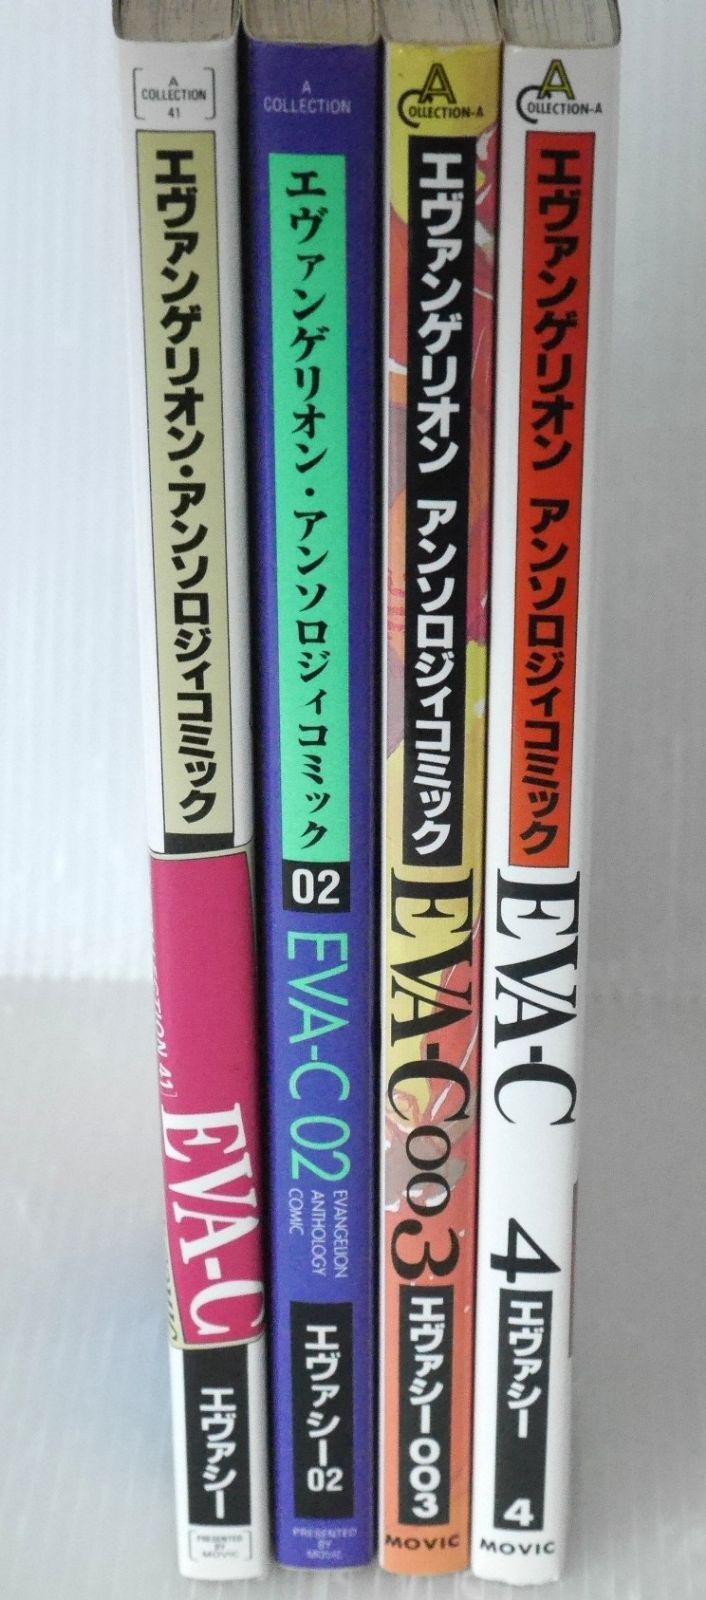 A
COLLECTION
41
エヴァンゲリオン・アンソロジィコミック
EVA-C
エヴァシー
PRESENTED
BY
MOVIC
A
COLLECTION
エヴァンゲリオン・アンソロジィコミック
02
EVA-C 02
EVANGELION
ANTHOLOGY
COMIC
エヴァシー02
PRESENTED
BY MOVIC
A
COLLECTION-A
エヴァンゲリオン アンソロジィコミック
EVA-C003
エヴァシー003
MOVIC
A
COLLECTION-A
エヴァンゲリオン アンソロジィコミック
EVA-C 4
エヴァシー 4
MOVIC